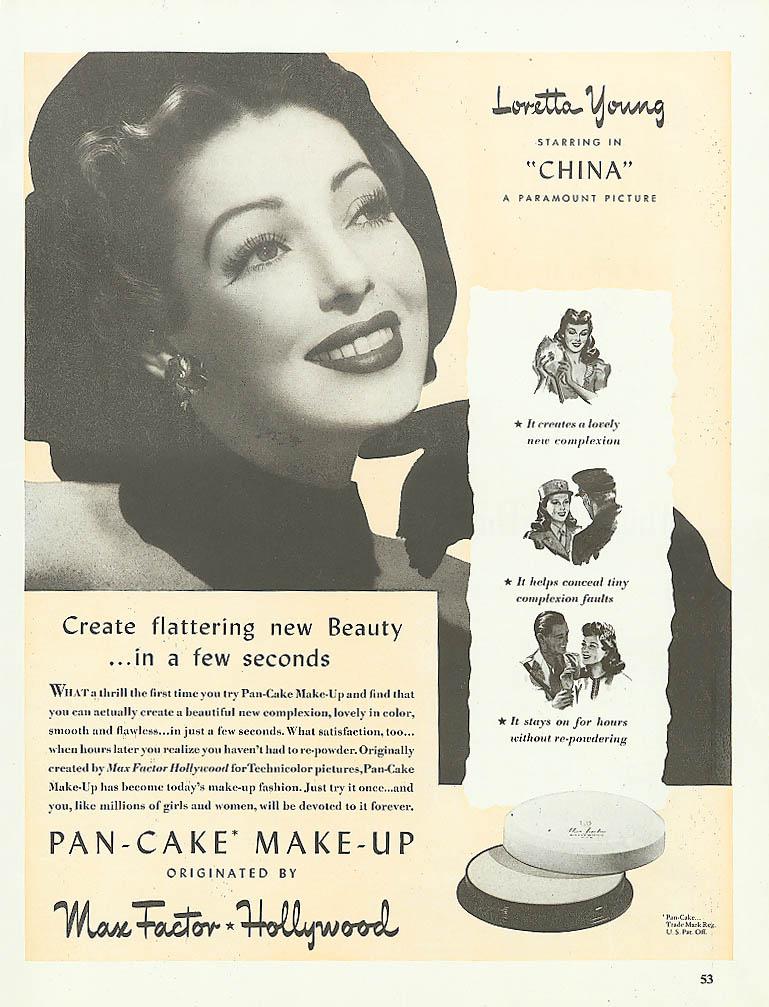 Loretta Young
STARRING IN
"CHINA"
A PARAMOUNT PICTURE
★ It creates a lovely
new complexion
★ It helps conceal tiny
complexion faults
★ It stays on for hours
without re-powdering
Create flattering new Beauty
...in a few seconds
WHAT a thrill the first time you try Pan-Cake Make-Up and find that
you can actually create a beautiful new complexion, lovely in color,
smooth and flawless...in just a few seconds. What satisfaction, too...
when hours later you realize you haven't had to re-powder. Originally
created by Max Factor Hollywood for Technicolor pictures, Pan-Cake
Make-Up has become today's make-up fashion. Just try it once...and
you, like millions of girls and women, will be devoted to it forever.
PAN-CAKE* MAKE-UP
ORIGINATED BY
Max Factor ★ Hollywood
Max Factor
*Pan-Cake...
Trade Mark Reg.
U. S. Pat. Off.
53